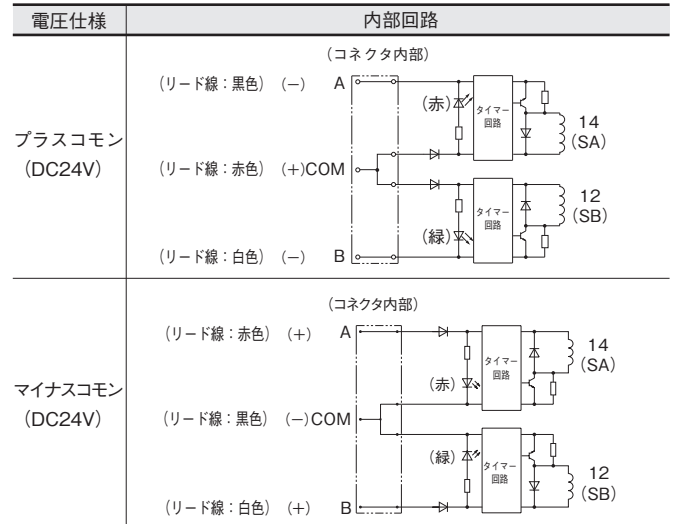 電圧仕様 内部回路
プラスコモン
(DC24V)
(コネクタ内部)
(リード線:黒色) (−) A
(赤)
タイマー
回路
14
(SA)
(リード線:赤色) (+)COM
12
(SB)
タイマー
回路
(緑)
(リード線:白色) (−) B
マイナスコモン
(DC24V)
(コネクタ内部)
(リード線:赤色) (+) A
14
(SA)
タイマー
回路
(赤)
(リード線:黒色) (−)COM
(緑)
タイマー
回路
12
(SB)
(リード線:白色) (+) B